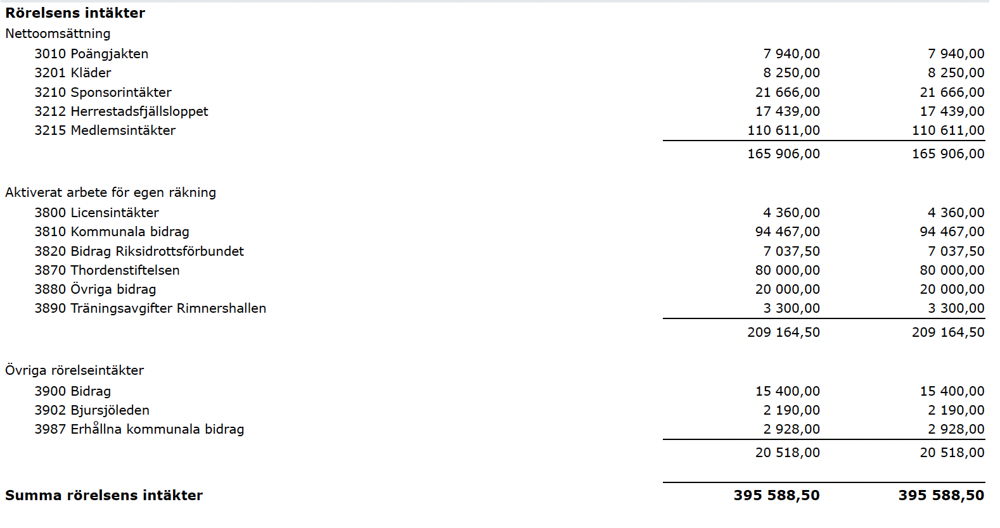 Rörelsens intäkter
Nettoomsättning
3010 Poängjakten 7 940,00 7 940,00
3201 Kläder 8 250,00 8 250,00
3210 Sponsorintäkter 21 666,00 21 666,00
3212 Herrestadsfjällsloppet 17 439,00 17 439,00
3215 Medlemsintäkter 110 611,00 110 611,00
165 906,00 165 906,00
Aktiverat arbete för egen räkning
3800 Licensintäkter 4 360,00 4 360,00
3810 Kommunala bidrag 94 467,00 94 467,00
3820 Bidrag Riksidrottsförbundet 7 037,50 7 037,50
3870 Thordenstiftelsen 80 000,00 80 000,00
3880 Övriga bidrag 20 000,00 20 000,00
3890 Träningsavgifter Rimnershallen 3 300,00 3 300,00
209 164,50 209 164,50
Övriga rörelseintäkter
3900 Bidrag 15 400,00 15 400,00
3902 Bjursjöleden 2 190,00 2 190,00
3987 Erhållna kommunala bidrag 2 928,00 2 928,00
20 518,00 20 518,00
Summa rörelsens intäkter 395 588,50 395 588,50